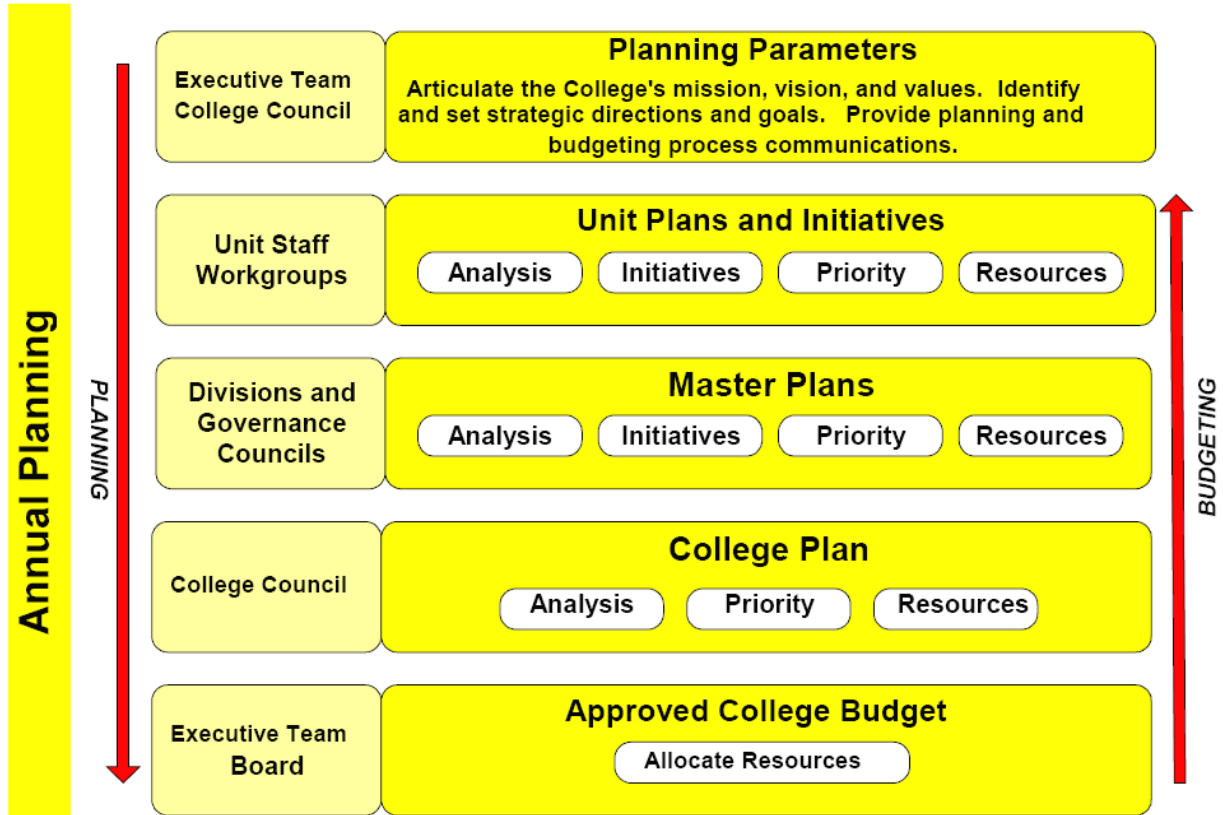 Annual Planning
PLANNING
Executive Team
College Council
Planning Parameters
Articulate the College's mission, vision, and values. Identify
and set strategic directions and goals. Provide planning and
budgeting process communications.
Unit Staff
Workgroups
Unit Plans and Initiatives
Analysis
Initiatives
Priority
Resources
Divisions and
Governance
Councils
Master Plans
Analysis
Initiatives
Priority
Resources
College Council
College Plan
Analysis
Priority
Resources
Executive Team
Board
Approved College Budget
Allocate Resources
BUDGETING